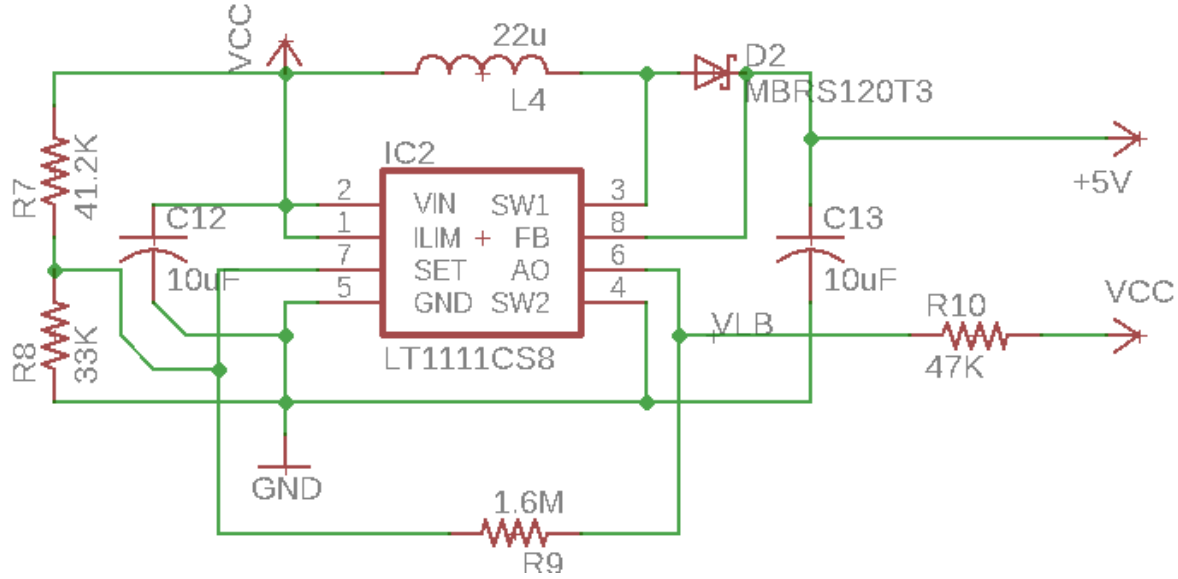 VCC
22u
L4
D2
MBRS120T3
R7
41.2K
IC2
2
VIN
SW1
3
1
ILIM
FB
8
7
SET
AO
6
5
GND
SW2
4
LT1111CS8
C12
10uF
C13
10uF
+5V
R8
33K
VLB
R10
47K
VCC
GND
1.6M
R9